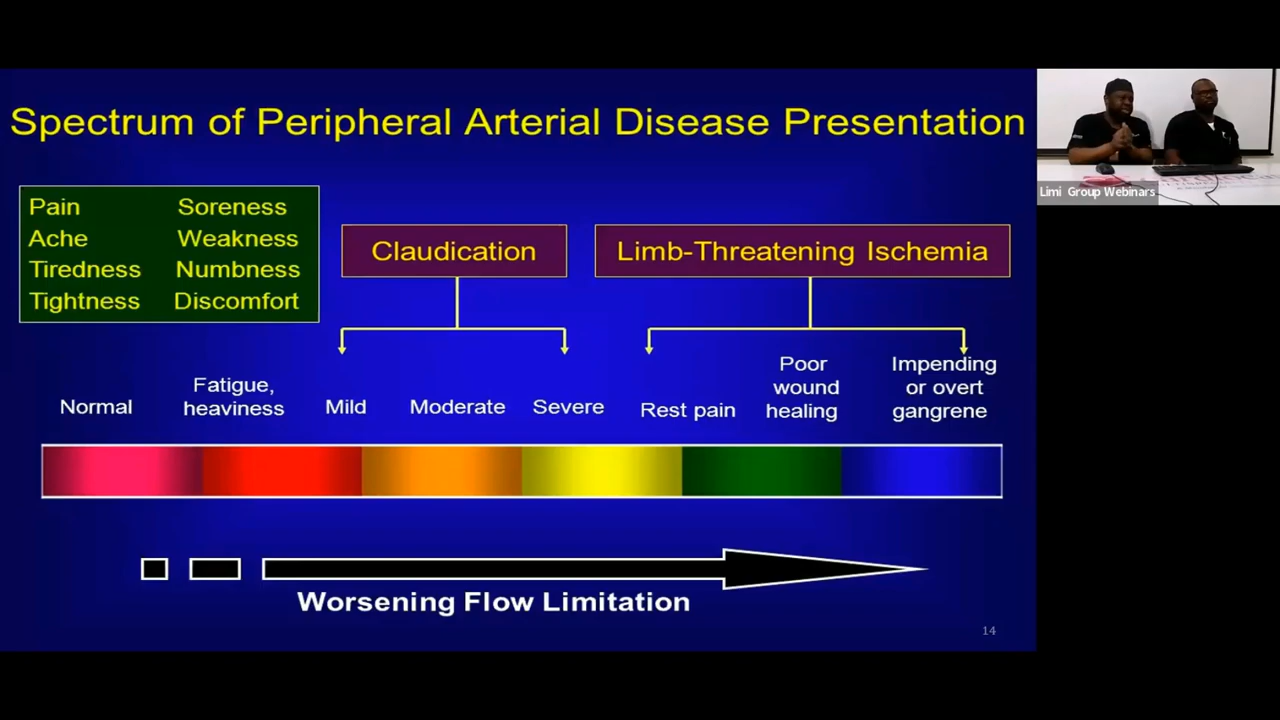 Spectrum of Peripheral Arterial Disease Presentation
Pain Soreness
Ache Weakness
Tiredness Numbness
Tightness Discomfort
Claudication
Limb-Threatening Ischemia
Normal
Fatigue,
heaviness
Mild
Moderate
Severe
Rest pain
Poor
wound
healing
Impending
or overt
gangrene
Worsening Flow Limitation
14
Limi Group Webinars